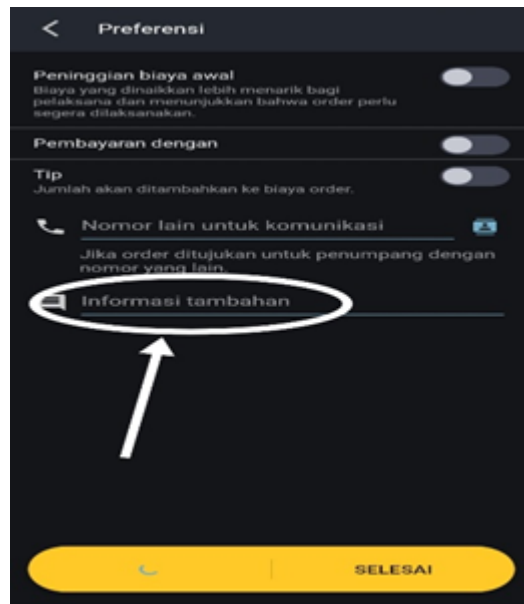 Preferensi
Peninggian biaya awal
Biaya yang dinaikkan lebih menarik bagi
pelaksana dan menunjukkan bahwa order perlu
segera dilaksanakan.
Pembayaran dengan
Tip
Jumlah akan ditambahkan ke biaya order.
Nomor lain untuk komunikasi
Jika order ditujukan untuk penumpang dengan
nomor yang lain.
Informasi tambahan
SELESAI